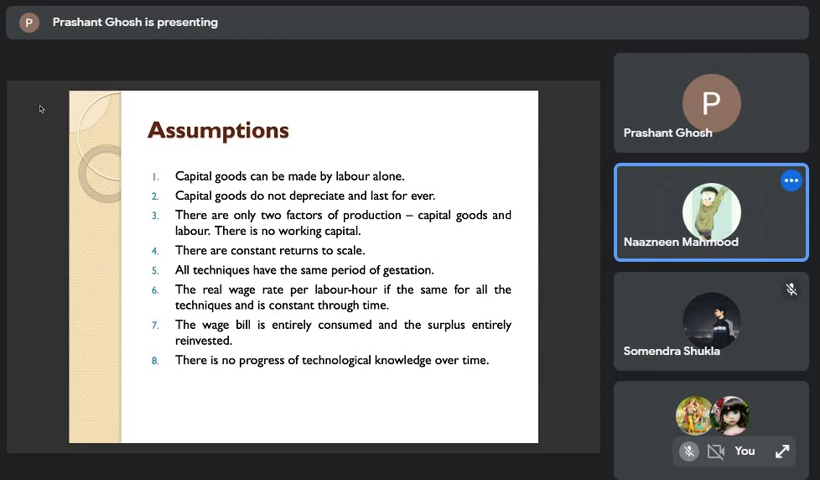 P
Prashant Ghosh is presenting
Assumptions
1. Capital goods can be made by labour alone.
2. Capital goods do not depreciate and last for ever.
3. There are only two factors of production – capital goods and
labour. There is no working capital.
4. There are constant returns to scale.
5. All techniques have the same period of gestation.
6. The real wage rate per labour-hour if the same for all the
techniques and is constant through time.
7. The wage bill is entirely consumed and the surplus entirely
reinvested.
8. There is no progress of technological knowledge over time.
P
Prashant Ghosh
Naazneen Mahmood
Somendra Shukla
You